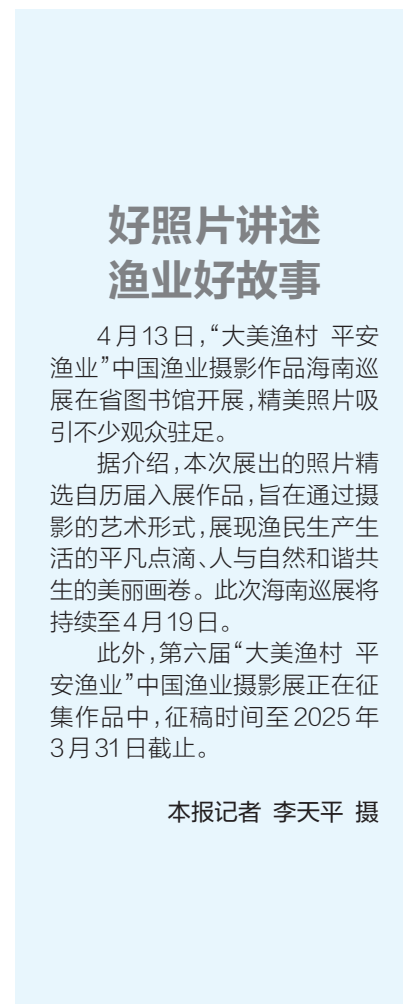 好照片讲述
渔业好故事
4月13日,“大美渔村 平安
渔业”中国渔业摄影作品海南巡
展在省图书馆开展,精美照片吸
引不少观众驻足。
据介绍,本次展出的照片精
选自历届入展作品,旨在通过摄
影的艺术形式,展现渔民生产生
活的平凡点滴、人与自然和谐共
生的美丽画卷。此次海南巡展将
持续至4月19日。
此外,第六届“大美渔村 平
安渔业”中国渔业摄影展正在征
集作品中,征稿时间至2025年
3月31日截止。
本报记者 李天平 摄